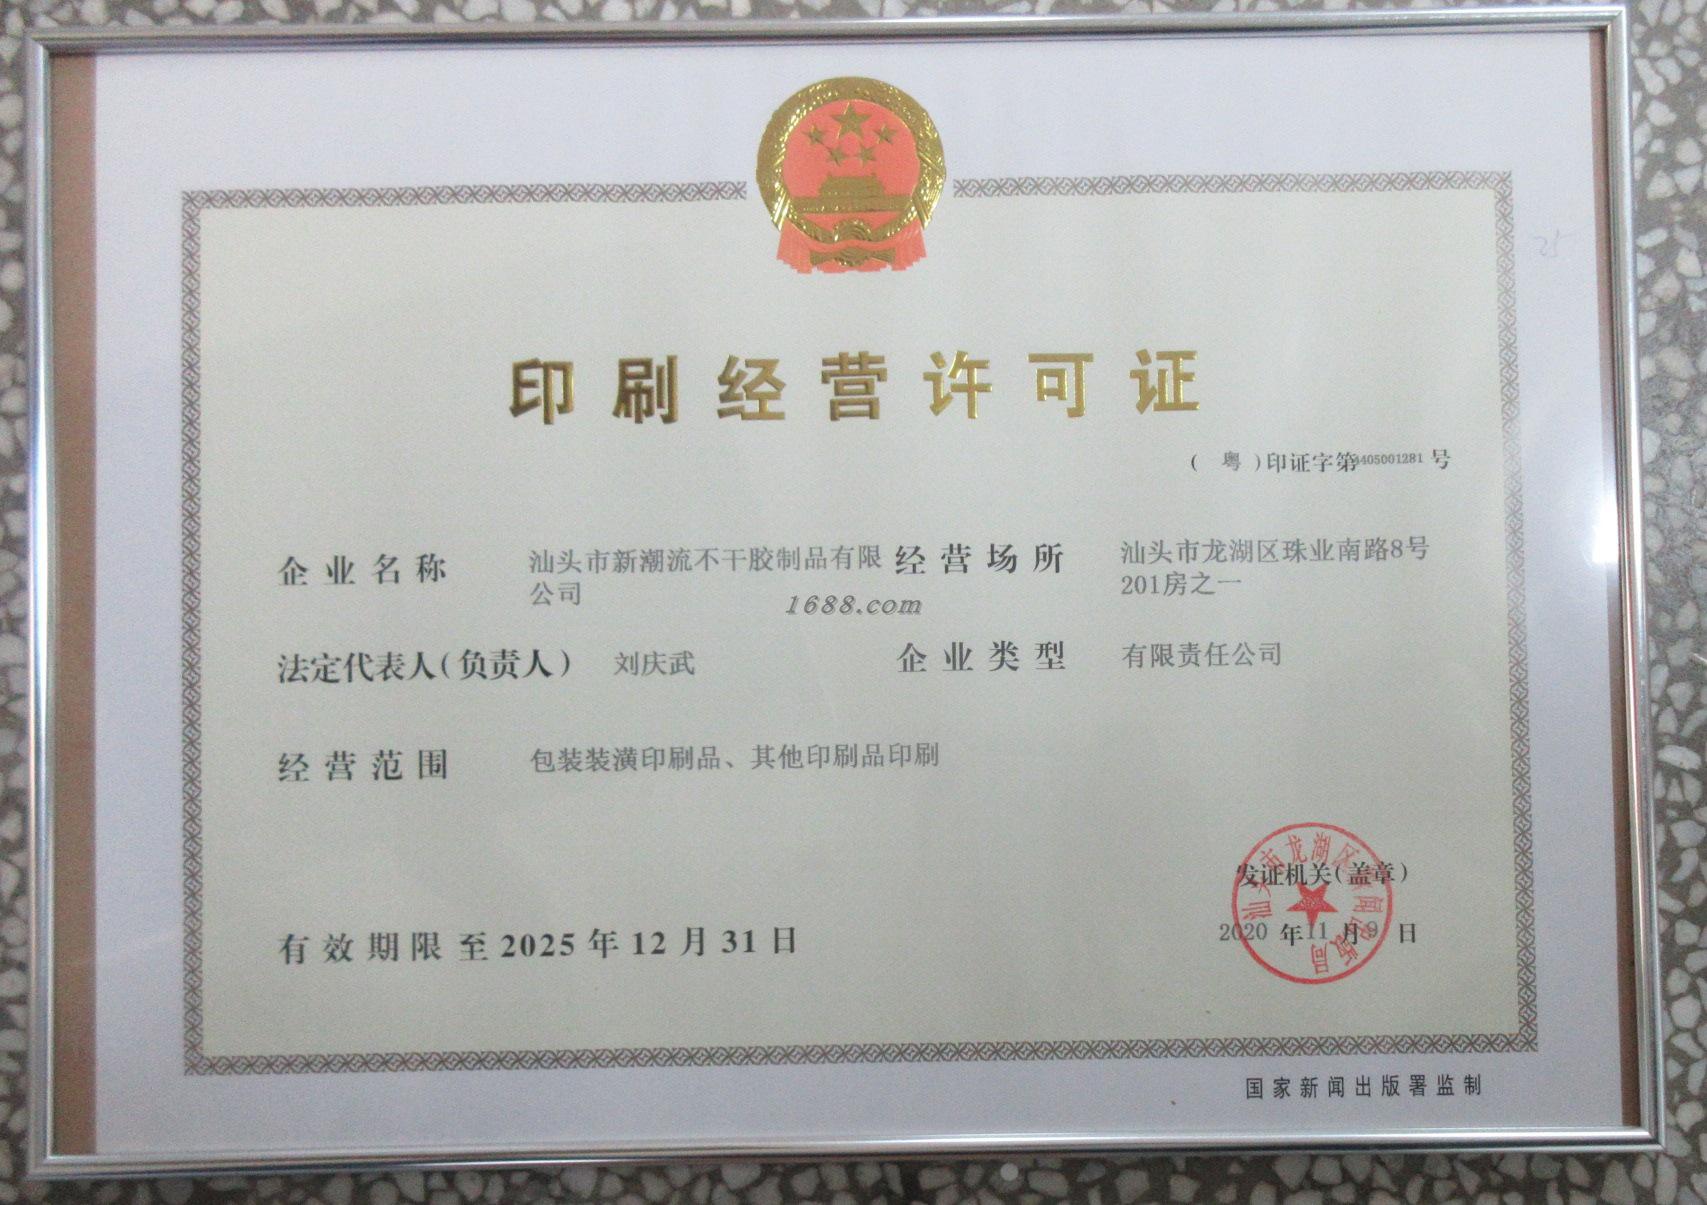 印刷经营许可证
( 粤 )印证字第4405001281 号
企业名称 汕头市新潮流不干胶制品有限公司
经营场所 汕头市龙湖区珠业南路8号
201房之一
1688.com
法定代表人(负责人) 刘庆武
企业类型 有限责任公司
经营范围 包装装潢印刷品、其他印刷品印刷
发证机关(盖章)
有效期限至2025年12月31日
2020 年11 月9 日
国家新闻出版署监制
25